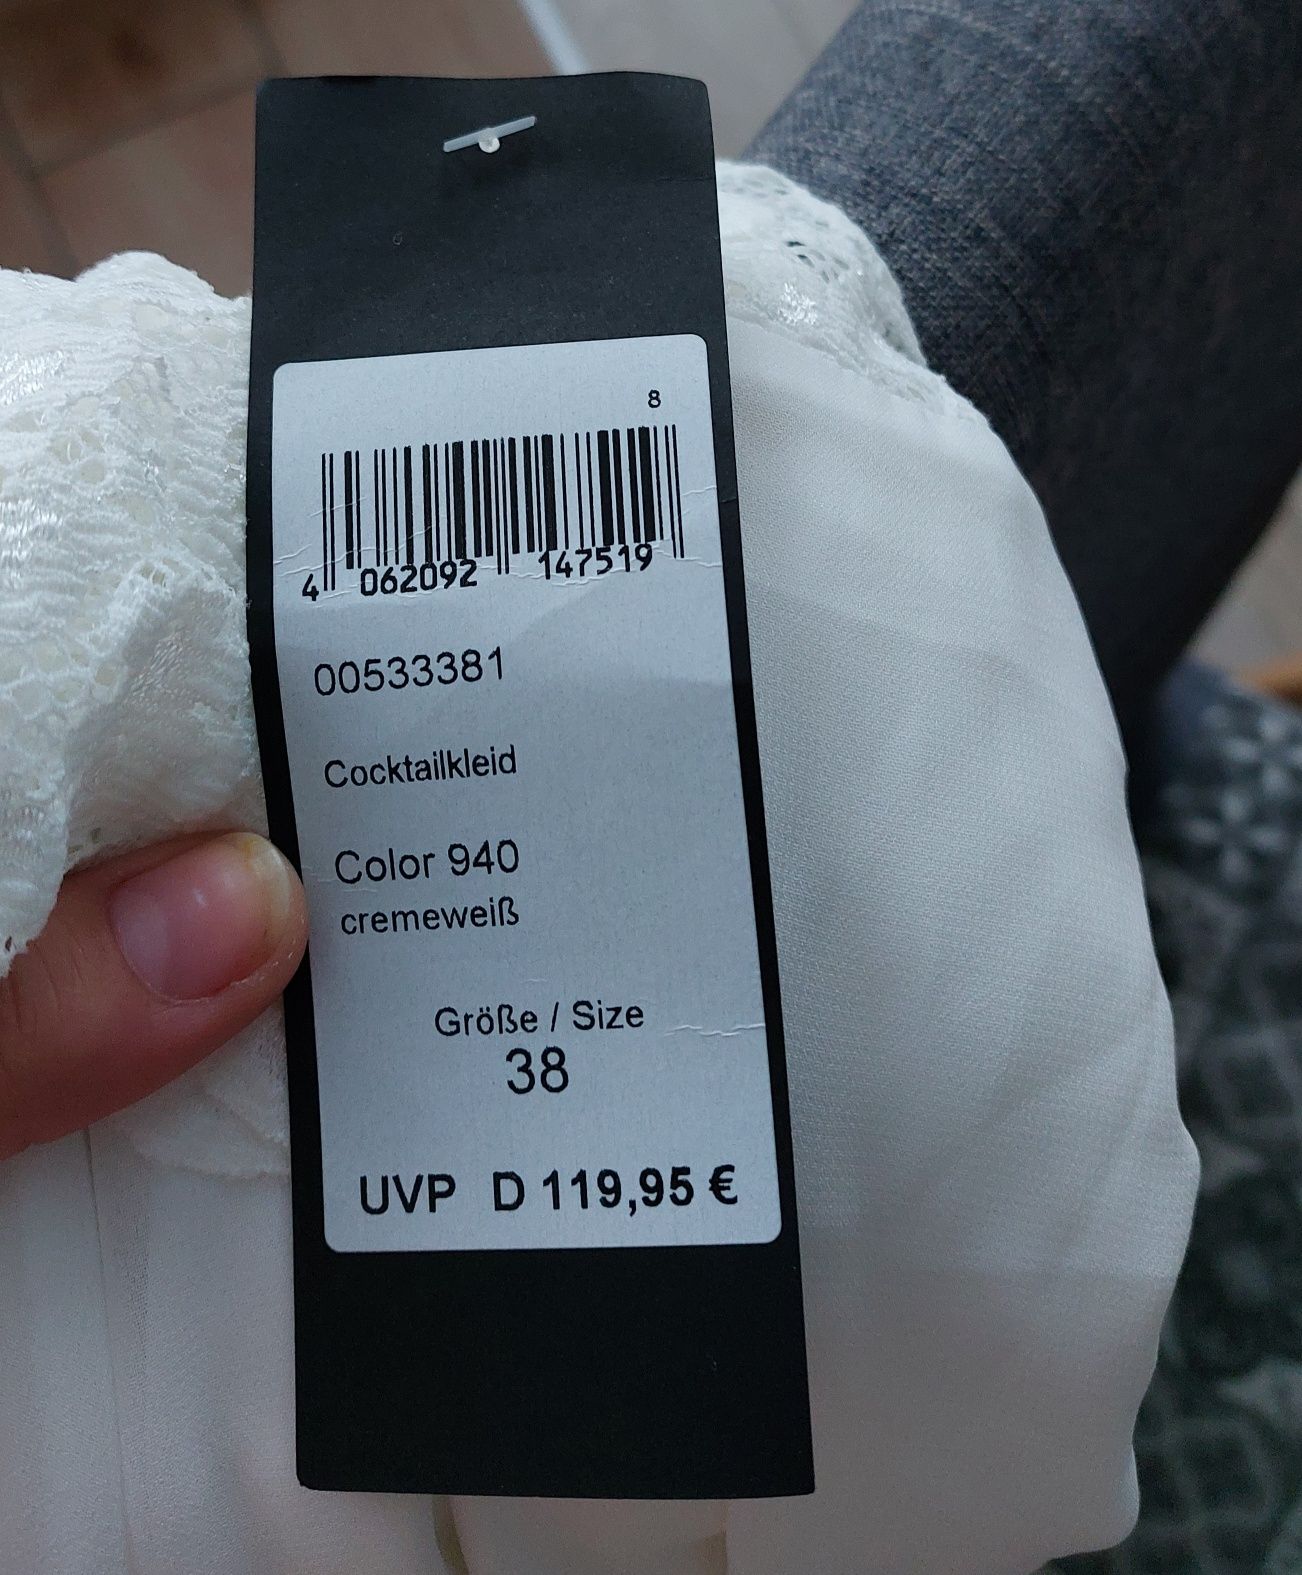 8
4 062092 147519
00533381
Cocktailkleid
Color 940
cremeweiß
Größe / Size
38
UVP D 119,95 €